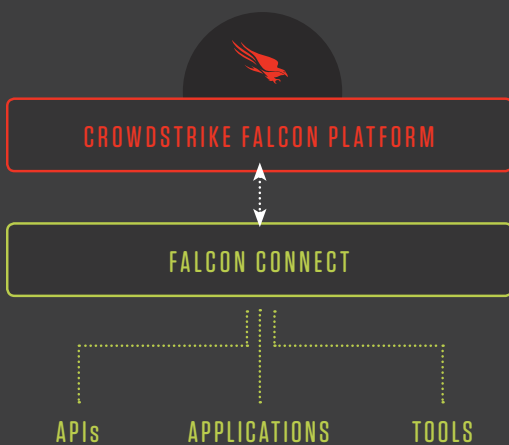 CROWDSTRIKE FALCON PLATFORM
FALCON CONNECT
APIs APPLICATIONS TOOLS